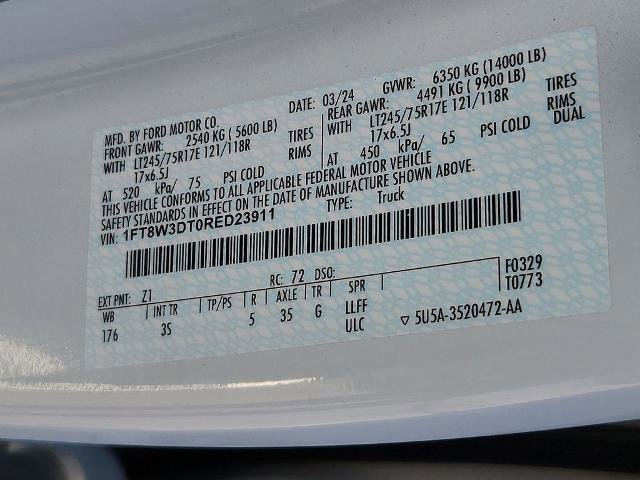 MFD. BY FORD MOTOR CO.
DATE: 03/24 GVWR: 6350 KG (14000 LB)
FRONT GAWR: 2540 KG (5600 LB) REAR GAWR: 4491 KG (9900 LB)
WITH LT245/75R17E 121/118R TIRES WITH LT245/75R17E 121/118R TIRES
17x6.5J RIMS 17x6.5J RIMS
AT 520 kPa/ 75 PSI COLD AT 450 kPa/ 65 PSI COLD DUAL
THIS VEHICLE CONFORMS TO ALL APPLICABLE FEDERAL MOTOR VEHICLE
SAFETY STANDARDS IN EFFECT ON THE DATE OF MANUFACTURE SHOWN ABOVE.
VIN: 1FT8W3DT0RED23911 TYPE: Truck
EXT PNT: Z1 RC: 72 DSO: F0329
WB INT TR TP/PS R AXLE TR SPR T0773
176 3S 5 35 G LLFF
ULC ▽ 5U5A-3520472-AA